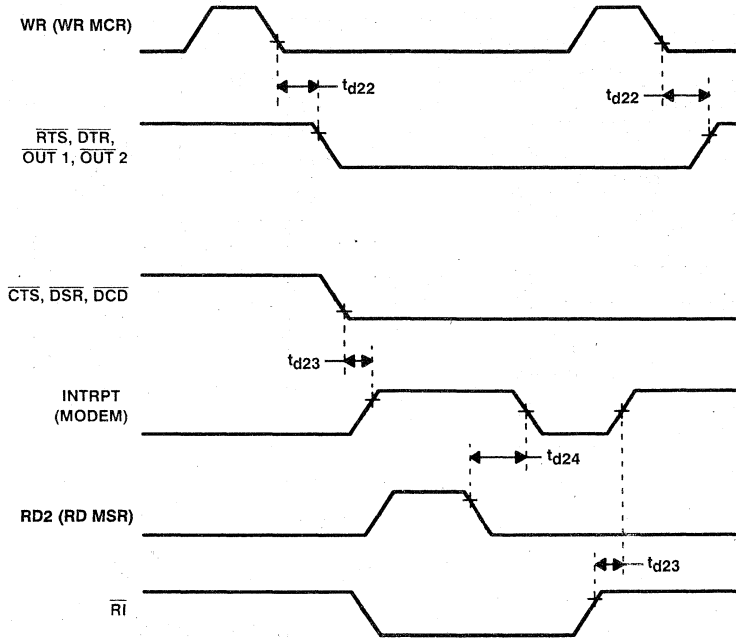 WR (WR MCR)
td22
td22
RTS, DTR,
OUT 1, OUT 2
CTS, DSR, DCD
td23
INTRPT
(MODEM)
td24
RD2 (RD MSR)
td23
RI